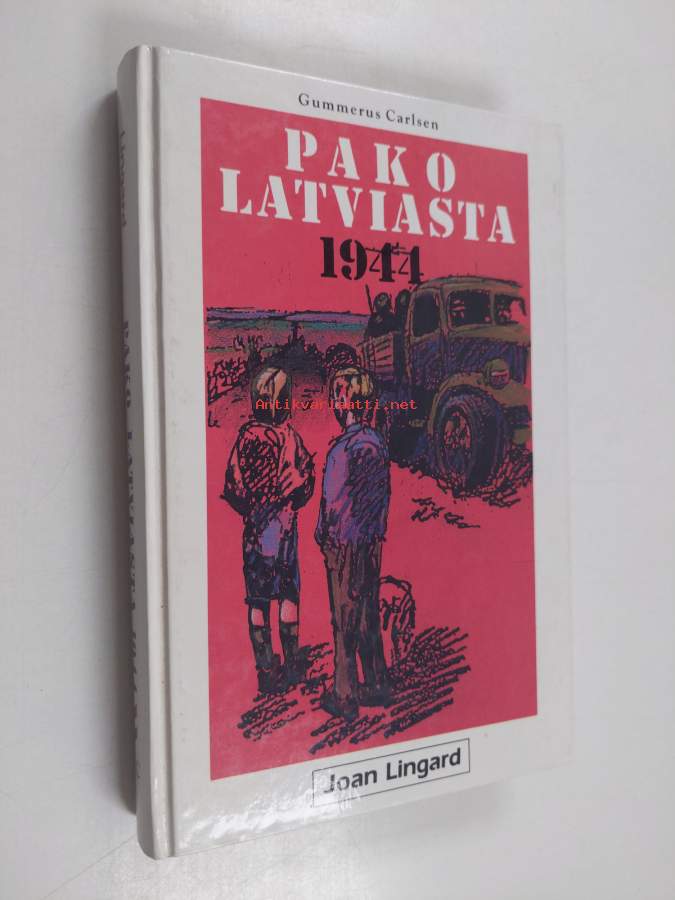 Gummerus Carlsen
PAKO
LATVIASTA
1944
Antikvariaatti.net
Joan Lingard